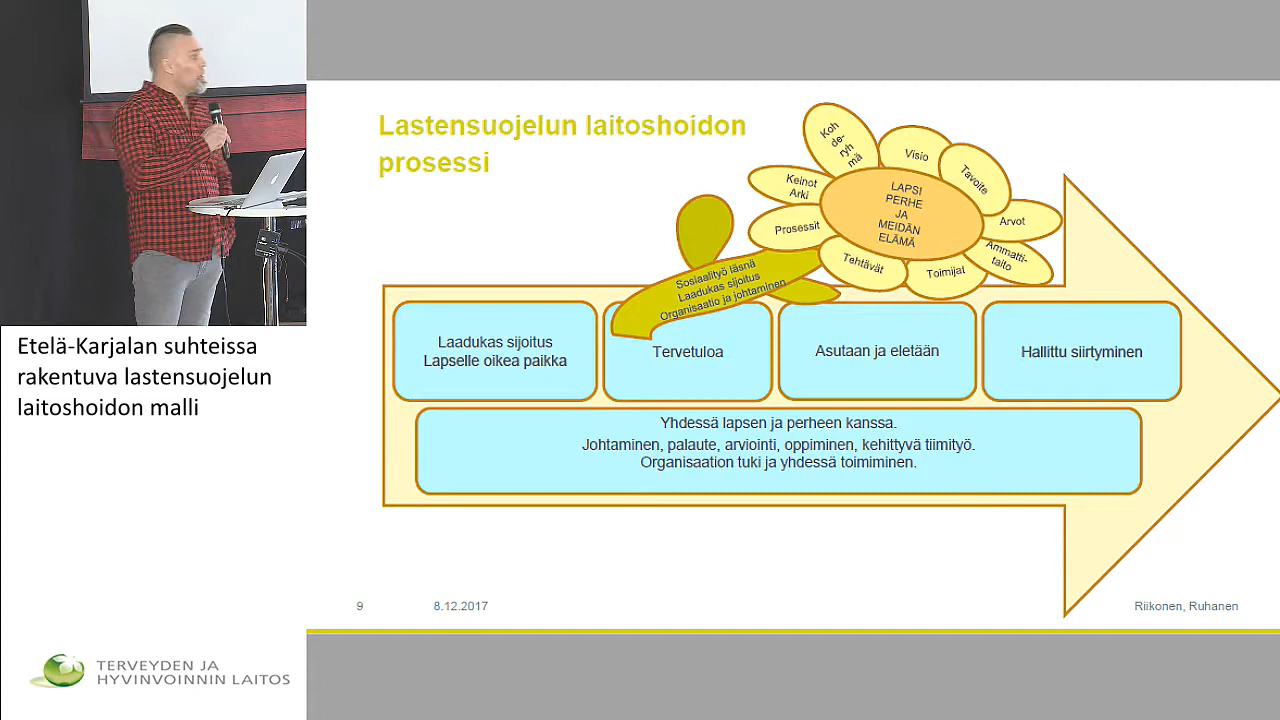 Etelä-Karjalan suhteissa
rakentuva lastensuojelun
laitoshoidon malli
TERVEYDEN JA
HYVINVOINNIN LAITOS
Lastensuojelun laitoshoidon
prosessi
Koh
de-
ryh
mä
Visio
Tavoite
Arvot
Ammatti-
taito
Toimijat
Tehtävät
Prosessit
Keinot
Arki
LAPSI
PERHE
JA
MEIDÄN
ELÄMÄ
Sosiaalityö läsnä
Laadukas sijoitus
Organisaatio ja johtaminen
Laadukas sijoitus
Lapselle oikea paikka
Tervetuloa
Asutaan ja eletään
Hallittu siirtyminen
Yhdessä lapsen ja perheen kanssa.
Johtaminen, palaute, arviointi, oppiminen, kehittyvä tiimityö.
Organisaation tuki ja yhdessä toimiminen.
9
8.12.2017
Riikonen, Ruhanen